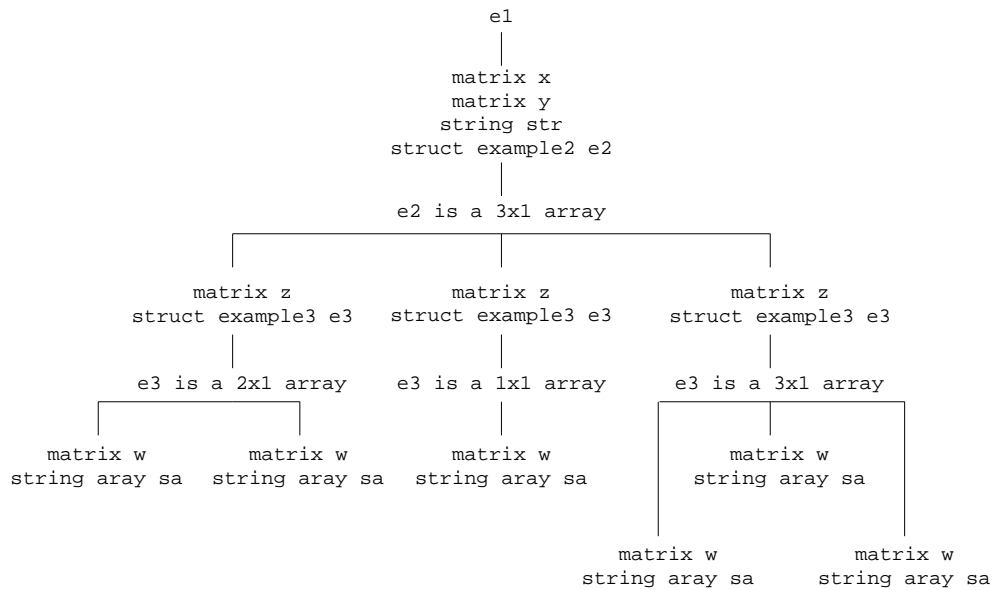 e1
matrix x
matrix y
string str
struct example2 e2
e2 is a 3x1 array
matrix z
struct example3 e3
matrix z
struct example3 e3
matrix z
struct example3 e3
e3 is a 2x1 array
e3 is a 1x1 array
e3 is a 3x1 array
matrix w
string aray sa
matrix w
string aray sa
matrix w
string aray sa
matrix w
string aray sa
matrix w
string aray sa
matrix w
string aray sa